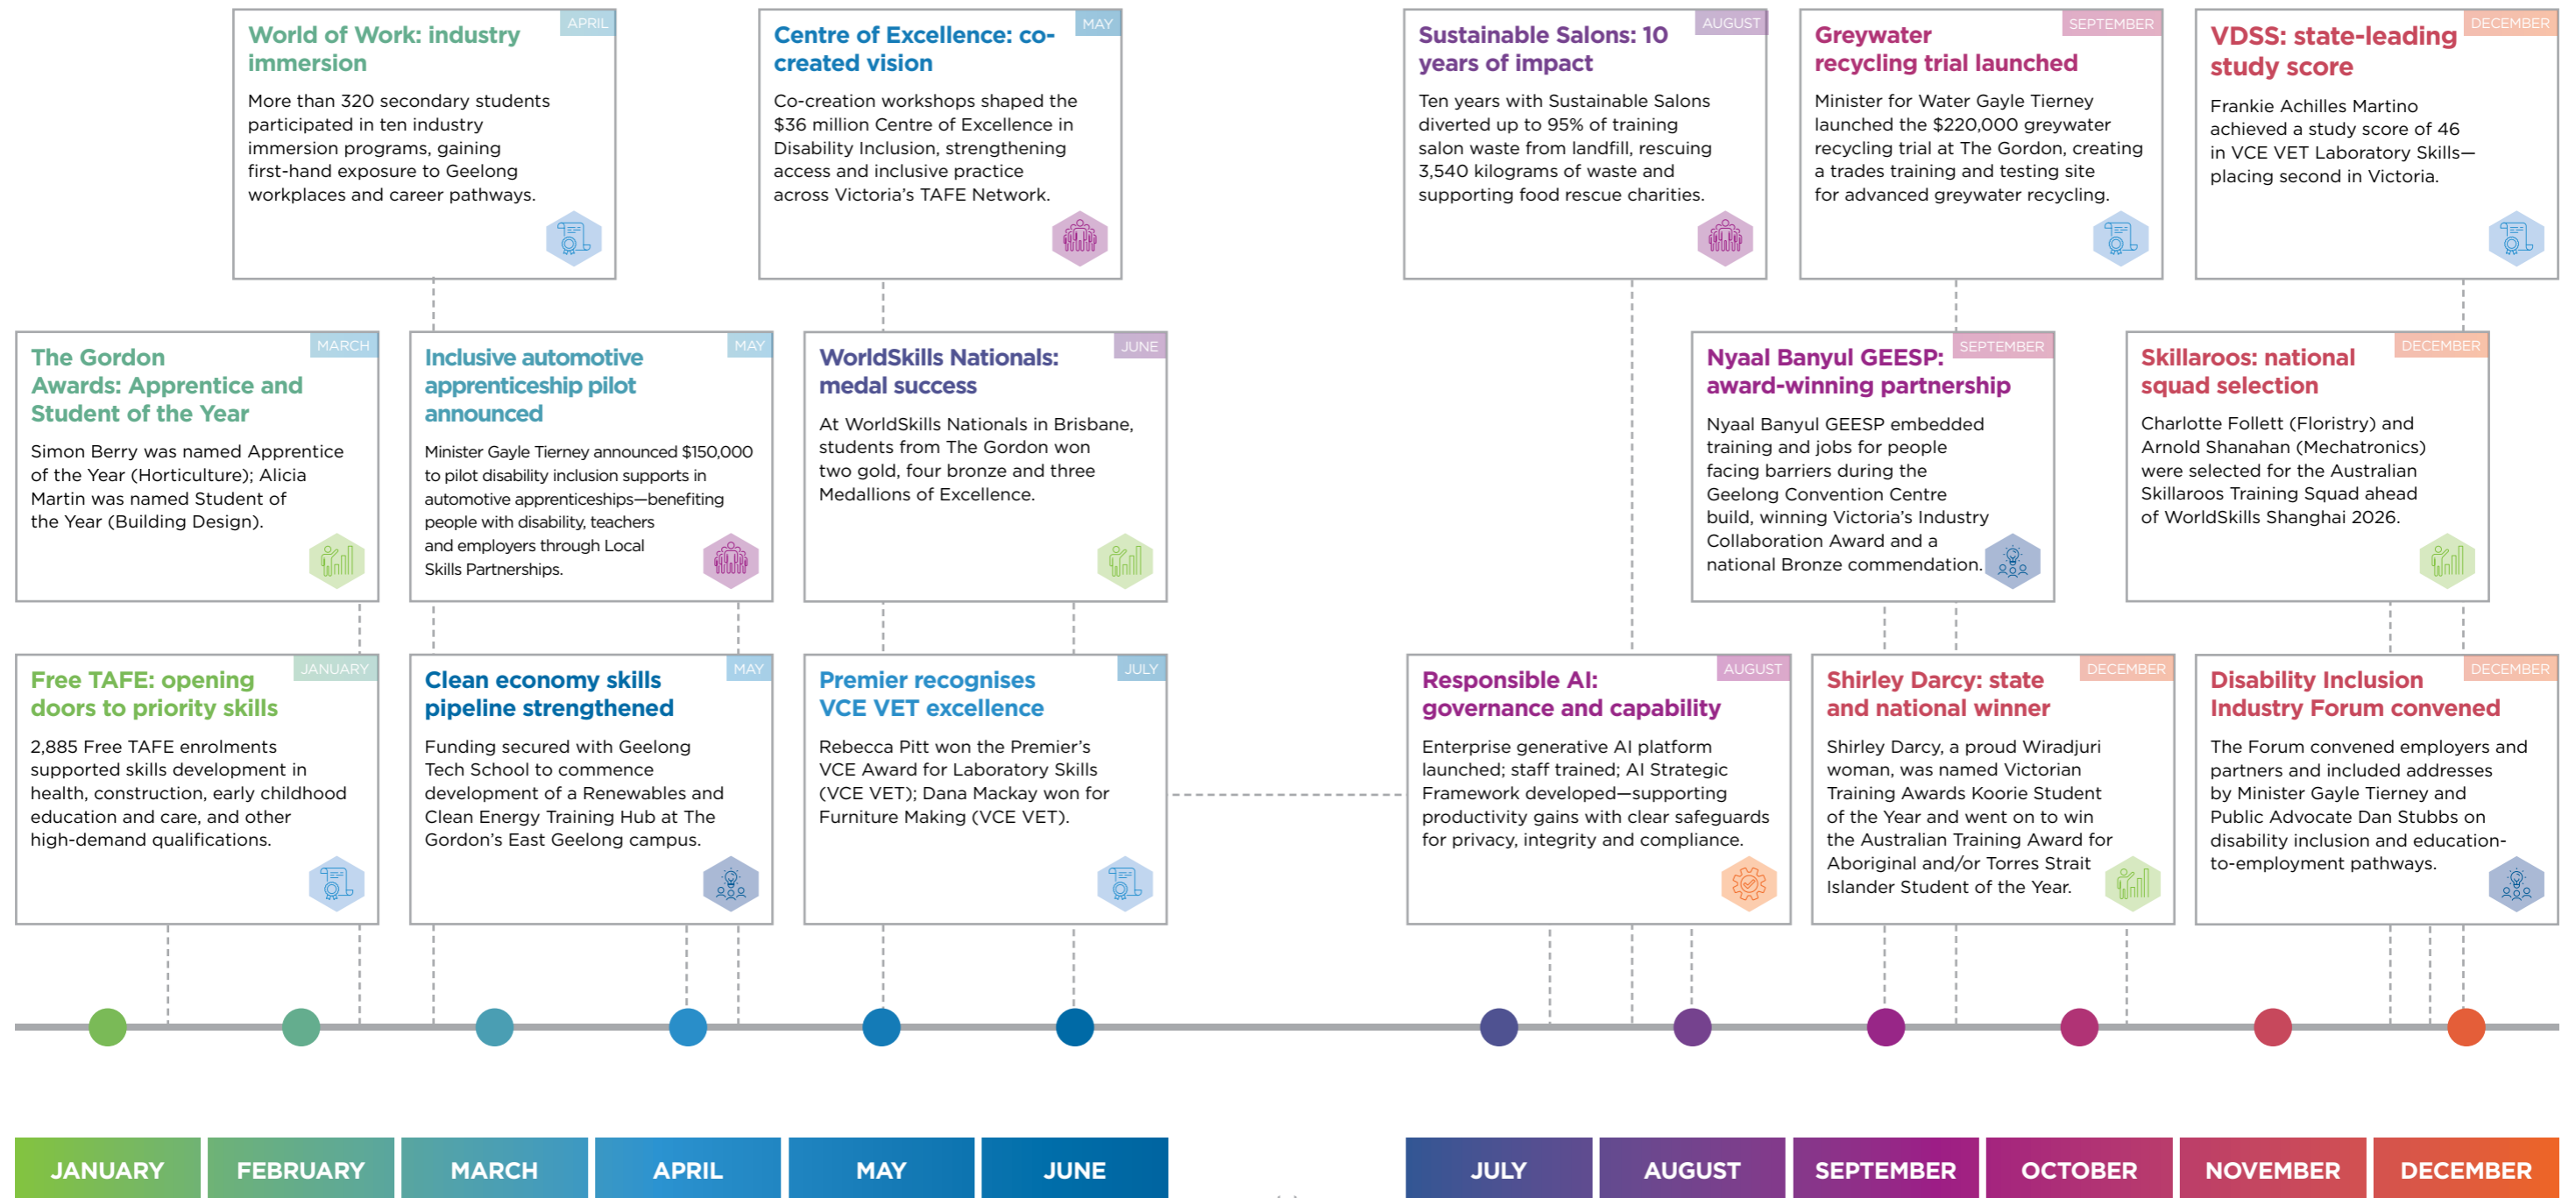 APRIL
World of Work: industry
immersion
More than 320 secondary students
participated in ten industry
immersion programs, gaining
first-hand exposure to Geelong
workplaces and career pathways.
MAY
Centre of Excellence: co-
created vision
Co-creation workshops shaped the
$36 million Centre of Excellence in
Disability Inclusion, strengthening
access and inclusive practice
across Victoria’s TAFE Network.
AUGUST
Sustainable Salons: 10
years of impact
Ten years with Sustainable Salons
diverted up to 95% of training
salon waste from landfill, rescuing
3,540 kilograms of waste and
supporting food rescue charities.
SEPTEMBER
Greywater
recycling trial launched
Minister for Water Gayle Tierney
launched the $220,000 greywater
recycling trial at The Gordon, creating
a trades training and testing site
for advanced greywater recycling.
DECEMBER
VDSS: state-leading
study score
Frankie Achilles Martino
achieved a study score of 46
in VCE VET Laboratory Skills—
placing second in Victoria.
MARCH
The Gordon
Awards: Apprentice and
Student of the Year
Simon Berry was named Apprentice
of the Year (Horticulture); Alicia
Martin was named Student of
the Year (Building Design).
MAY
Inclusive automotive
apprenticeship pilot
announced
Minister Gayle Tierney announced $150,000
to pilot disability inclusion supports in
automotive apprenticeships—benefiting
people with disability, teachers
and employers through Local
Skills Partnerships.
JUNE
WorldSkills Nationals:
medal success
At WorldSkills Nationals in Brisbane,
students from The Gordon won
two gold, four bronze and three
Medallions of Excellence.
SEPTEMBER
Nyaal Banyul GEESP:
award-winning partnership
Nyaal Banyul GEESP embedded
training and jobs for people
facing barriers during the
Geelong Convention Centre
build, winning Victoria’s Industry
Collaboration Award and a
national Bronze commendation.
DECEMBER
Skillaroos: national
squad selection
Charlotte Follett (Floristry) and
Arnold Shanahan (Mechatronics)
were selected for the Australian
Skillaroos Training Squad ahead
of WorldSkills Shanghai 2026.
JANUARY
Free TAFE: opening
doors to priority skills
2,885 Free TAFE enrolments
supported skills development in
health, construction, early childhood
education and care, and other
high-demand qualifications.
MAY
Clean economy skills
pipeline strengthened
Funding secured with Geelong
Tech School to commence
development of a Renewables and
Clean Energy Training Hub at The
Gordon’s East Geelong campus.
JULY
Premier recognises
VCE VET excellence
Rebecca Pitt won the Premier’s
VCE Award for Laboratory Skills
(VCE VET); Dana Mackay won for
Furniture Making (VCE VET).
AUGUST
Responsible AI:
governance and capability
Enterprise generative AI platform
launched; staff trained; AI Strategic
Framework developed—supporting
productivity gains with clear safeguards
for privacy, integrity and compliance.
DECEMBER
Shirley Darcy: state
and national winner
Shirley Darcy, a proud Wiradjuri
woman, was named Victorian
Training Awards Koorie Student
of the Year and went on to win
the Australian Training Award for
Aboriginal and/or Torres Strait
Islander Student of the Year.
DECEMBER
Disability Inclusion
Industry Forum convened
The Forum convened employers and
partners and included addresses
by Minister Gayle Tierney and
Public Advocate Dan Stubbs on
disability inclusion and education-
to-employment pathways.
JANUARY
FEBRUARY
MARCH
APRIL
MAY
JUNE
JULY
AUGUST
SEPTEMBER
OCTOBER
NOVEMBER
DECEMBER